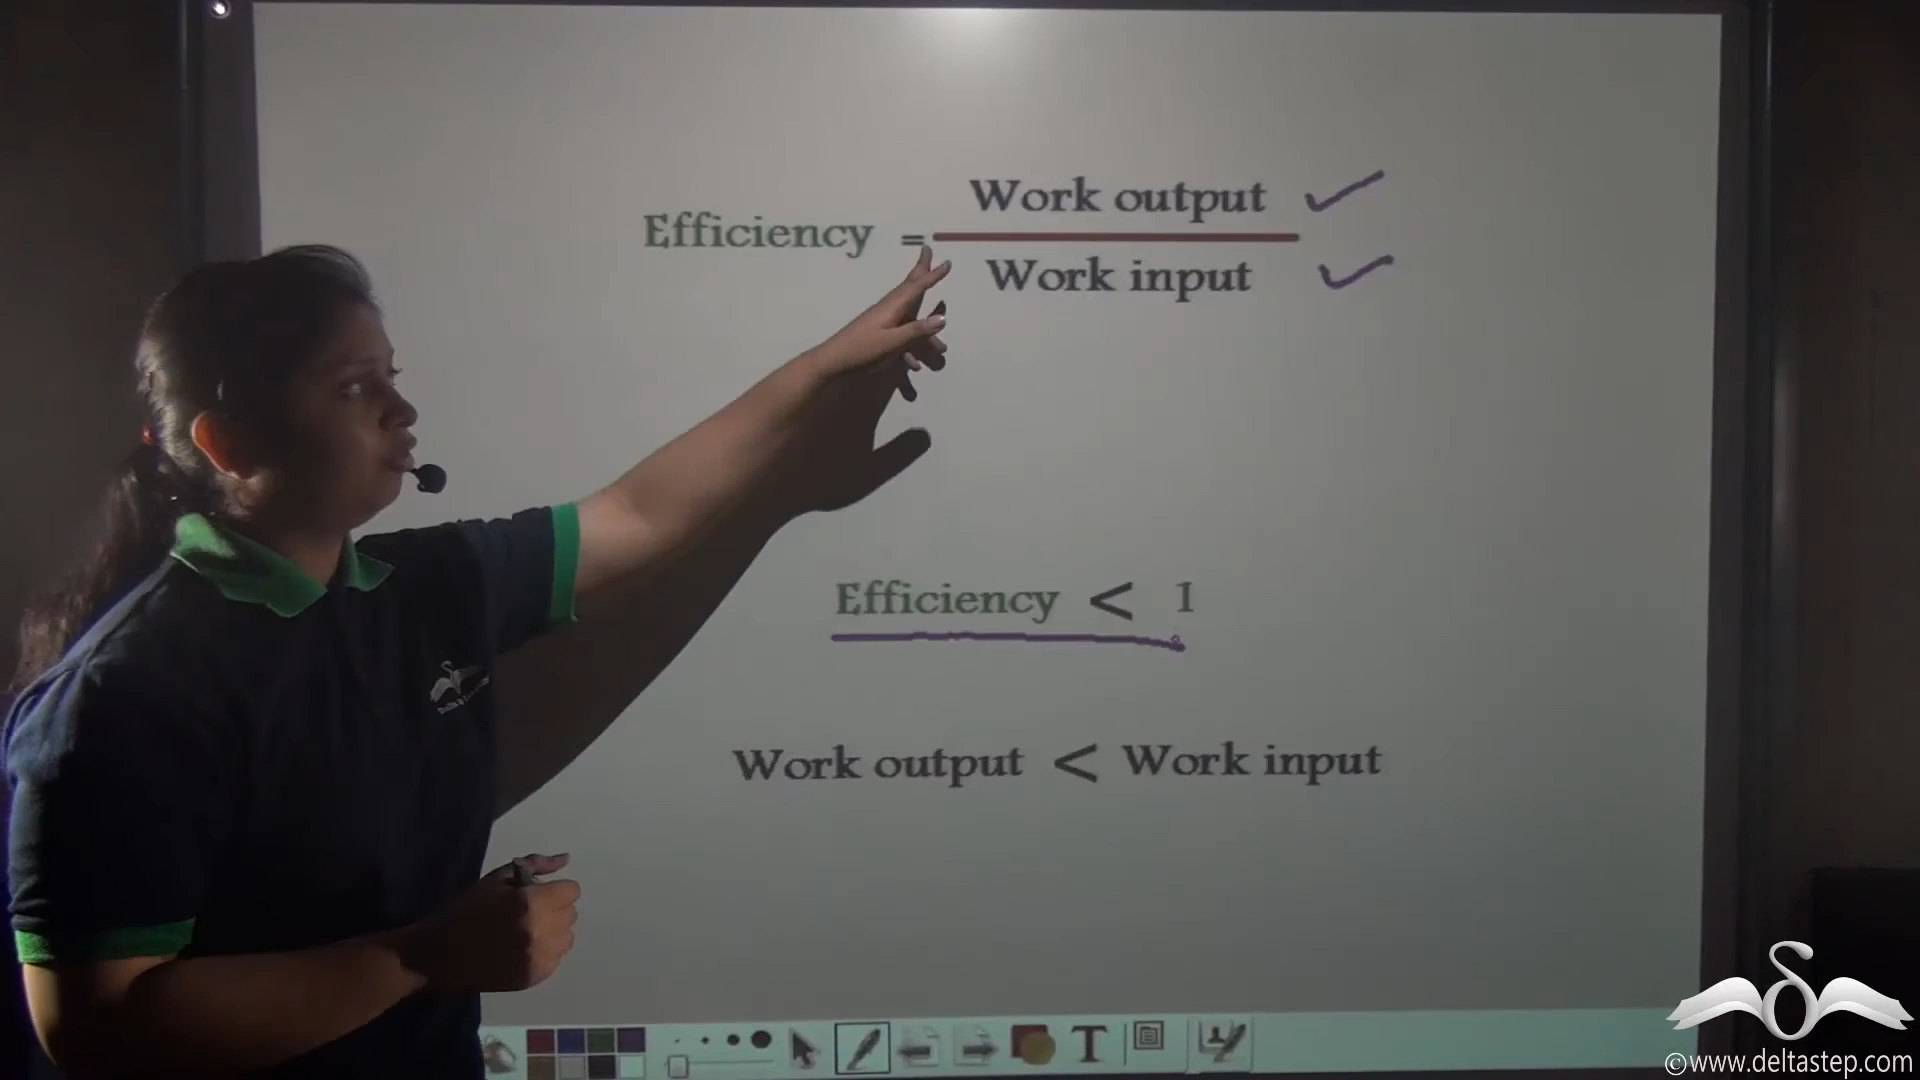 Work output
Efficiency =
Work input
Efficiency < 1
Work output < Work input
T
©www.deltastep.com